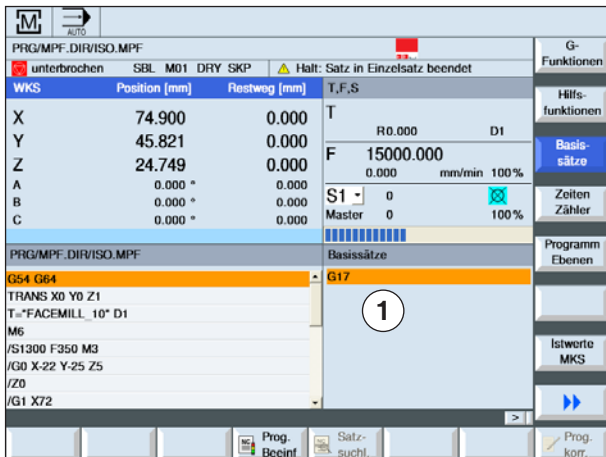 M
AUTO
PRG/MPF.DIR/ISO.MPF
G-
Funktionen
unterbrochen SBL M01 DRY SKP Halt: Satz in Einzelsatz beendet
WKS Position [mm] Restweg [mm] T,F,S
Hilfs-
funktionen
X 74.900 0.000 T
R0.000 D1
Y 45.821 0.000
Basis-
sätze
Z 24.749 0.000 F 15000.000
0.000 mm/min 100%
A 0.000 ° 0.000
B 0.000 ° 0.000 S1 0
C 0.000 ° 0.000 Master 0 100%
Zeiten
Zähler
PRG/MPF.DIR/ISO.MPF Basissätze
Programm
Ebenen
G54 G64 G17
TRANS X0 Y0 Z1
T="FACEMILL_10" D1
1
M6
/S1300 F350 M3
/G0 X-22 Y-25 Z5
/Z0
/G1 X72
Istwerte
MKS
>
NC Prog.
Beeinf
NC Satz-
suchl.
Prog.
korr.